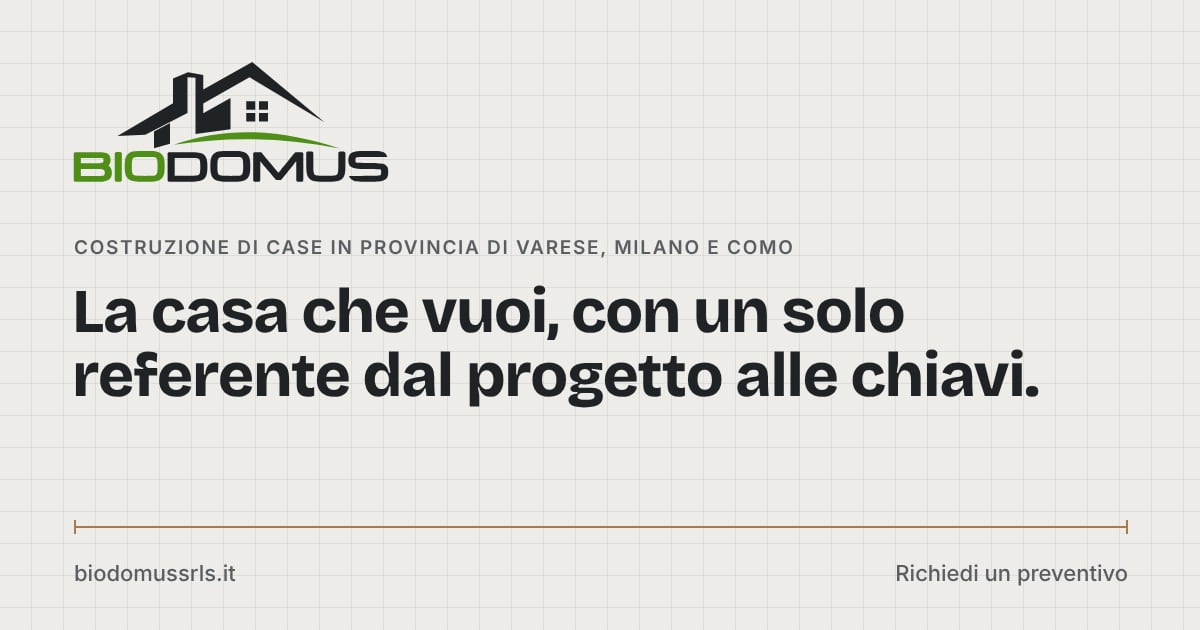 BIODOMUS
COSTRUZIONE DI CASE IN PROVINCIA DI VARESE, MILANO E COMO
La casa che vuoi, con un solo
referente dal progetto alle chiavi.
biodomussrls.it
Richiedi un preventivo